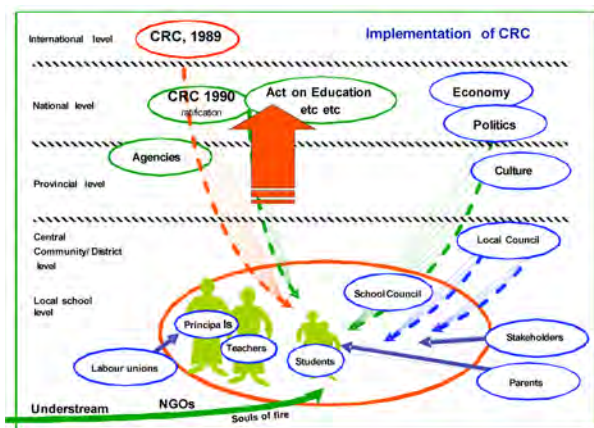 International level
CRC, 1989
Implementation of CRC
National level
CRC 1990
ratification
Act on Education
etc etc
Economy
Politics
Agencies
Provincial level
Culture
Central
Community/ District
level
Local Council
Local school
level
School Council
Principals
Teachers
Students
Stakeholders
Labour unions
Parents
Understream
NGOs
Souls of fire